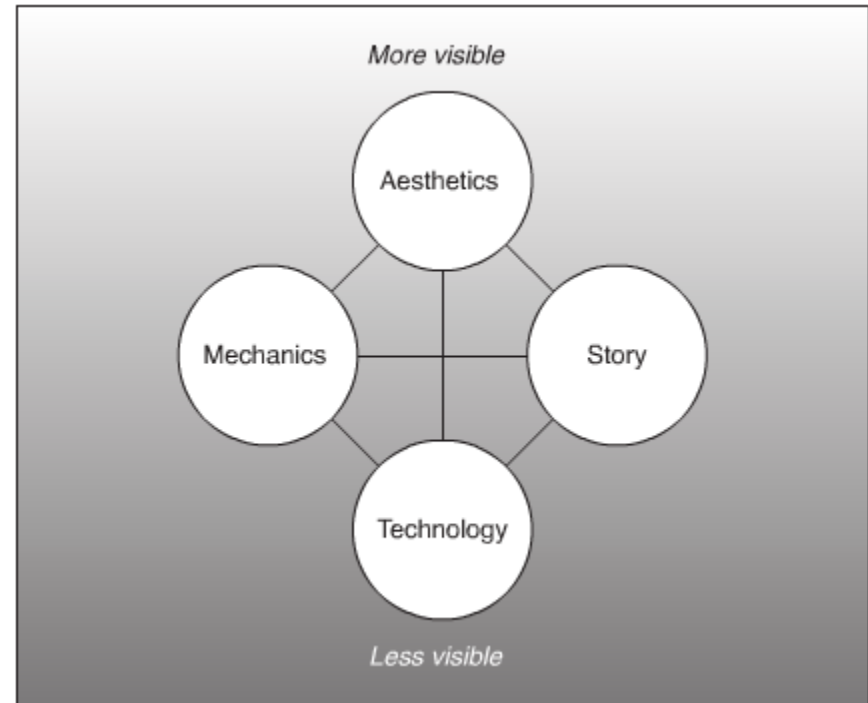 More visible
Aesthetics
Mechanics
Story
Technology
Less visible